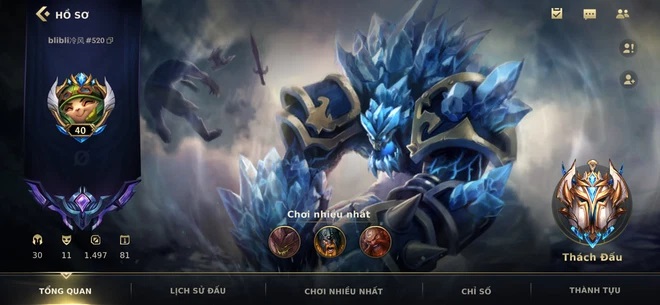 HỒ SƠ
blibli冷风 #520
40
Chơi nhiều nhất
30 11 1.497 81
Thách Đấu
TỔNG QUAN LỊCH SỬ ĐẤU CHƠI NHIỀU NHẤT CHỈ SỐ THÀNH TỰU